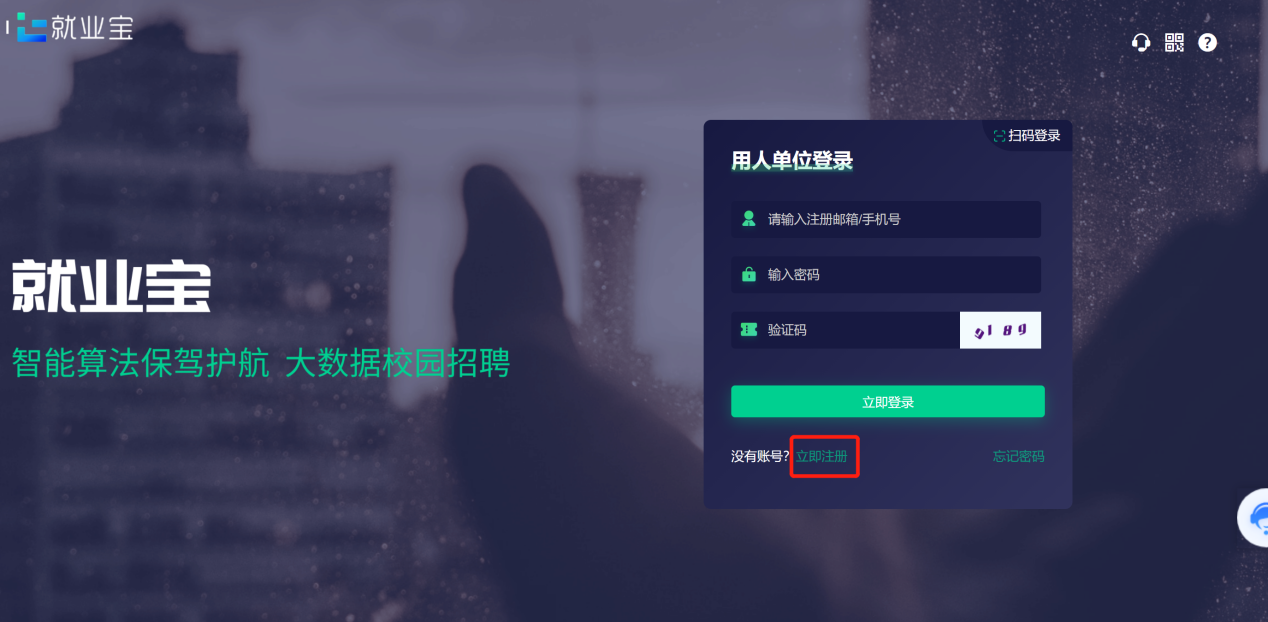 就业宝
扫码登录
用人单位登录
请输入注册邮箱/手机号
就业宝
输入密码
智能算法保驾护航 大数据校园招聘
验证码
9189
立即登录
没有账号? 立即注册
忘记密码